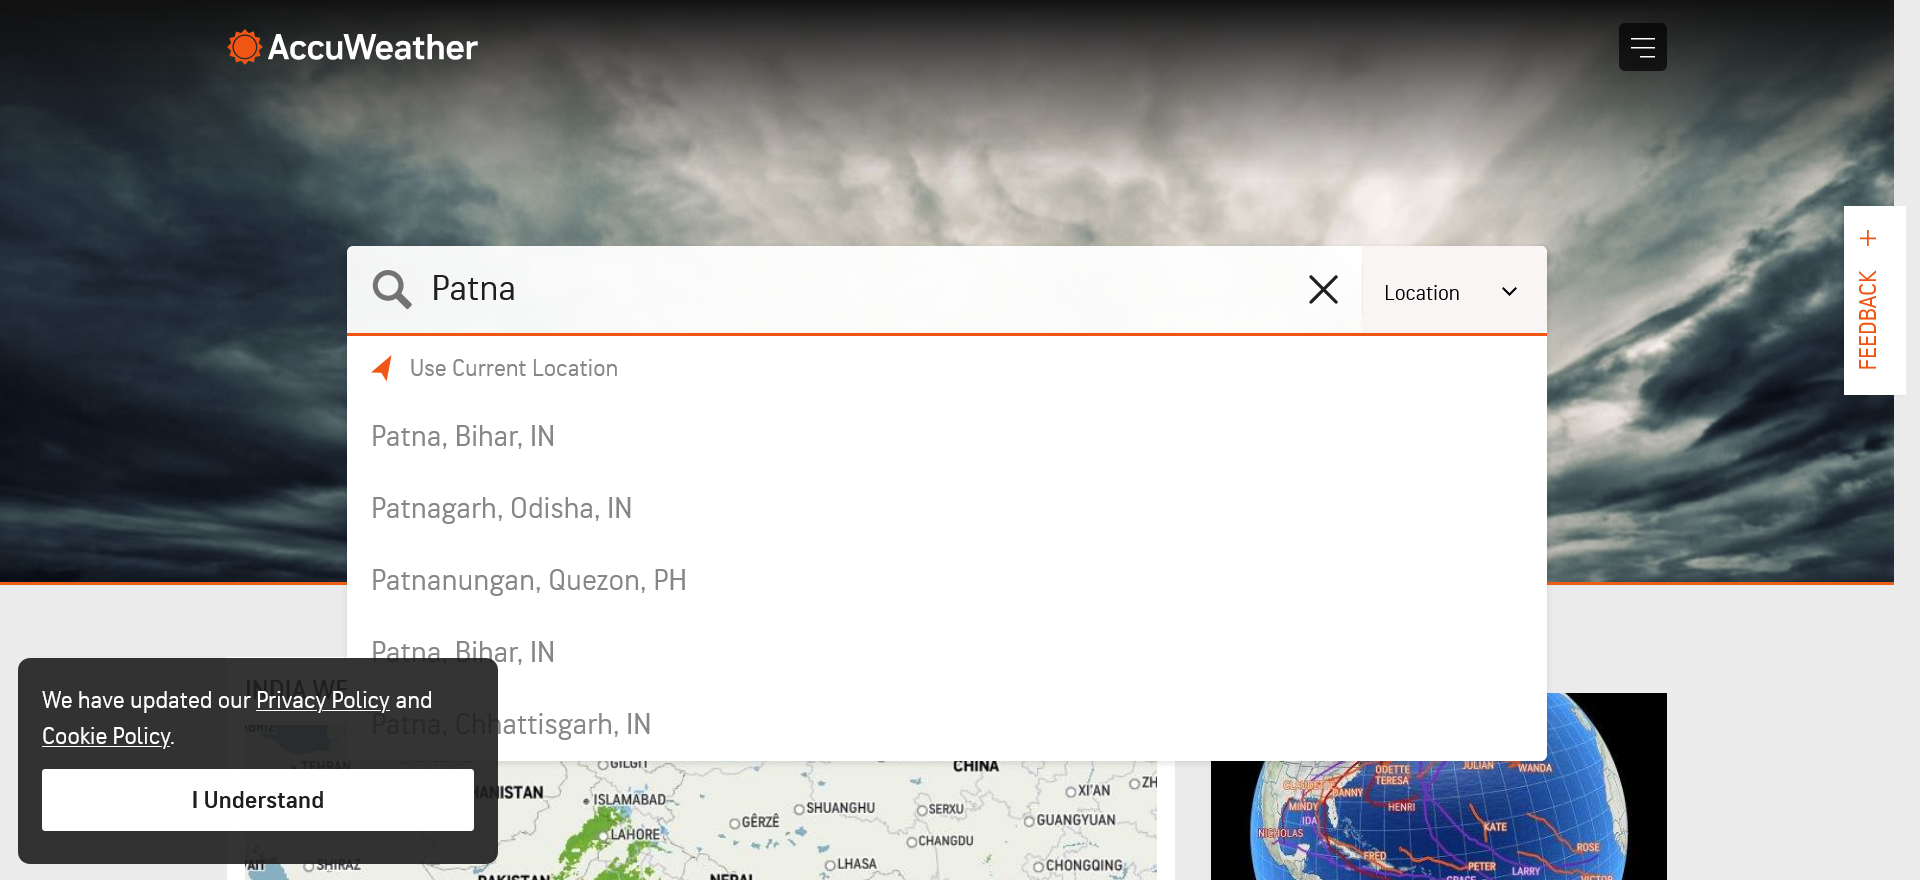 AccuWeather
Patna
Location
FEEDBACK +
Use Current Location
Patna, Bihar, IN
Patnagarh, Odisha, IN
Patnanungan, Quezon, PH
Patna, Bihar, IN
Patna, Chhattisgarh, IN
INDIA WE
We have updated our Privacy Policy and
Cookie Policy.
I Understand
TEHRAN
SHIRAZ
HANISTAN
GILGIT
ISLAMABAD
LAHORE
PAKISTAN
GÊRZÊ
SHUANGHU
LHASA
NEPAL
CHINA
SERXU
CHANGDU
XI'AN
ZH
GUANGYUAN
CHONGQING
ODETTE
TERESA
JULIAN
WANDA
CLAUDETTE
DANNY
MINDY
HENRI
IDA
NICHOLAS
KATE
FRED
ROSE
PETER
LARRY
GRACE
VICTOR